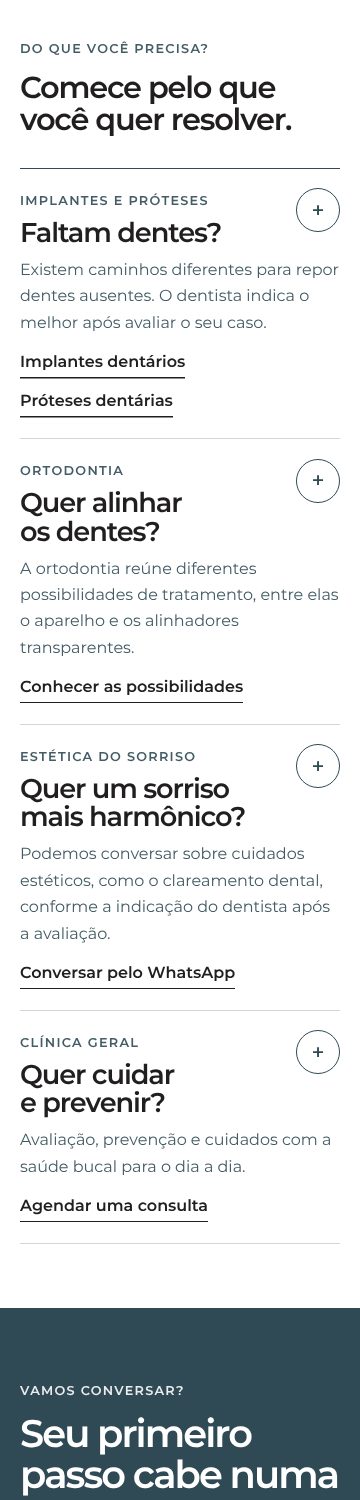 DO QUE VOCÊ PRECISA?
Comece pelo que
você quer resolver.
IMPLANTES E PRÓTESES
+
Faltam dentes?
Existem caminhos diferentes para repor
dentes ausentes. O dentista indica o
melhor após avaliar o seu caso.
Implantes dentários
Próteses dentárias
ORTODONTIA
+
Quer alinhar
os dentes?
A ortodontia reúne diferentes
possibilidades de tratamento, entre elas
o aparelho e os alinhadores
transparentes.
Conhecer as possibilidades
ESTÉTICA DO SORRISO
+
Quer um sorriso
mais harmônico?
Podemos conversar sobre cuidados
estéticos, como o clareamento dental,
conforme a indicação do dentista após
a avaliação.
Conversar pelo WhatsApp
CLÍNICA GERAL
+
Quer cuidar
e prevenir?
Avaliação, prevenção e cuidados com a
saúde bucal para o dia a dia.
Agendar uma consulta
VAMOS CONVERSAR?
Seu primeiro
passo cabe numa